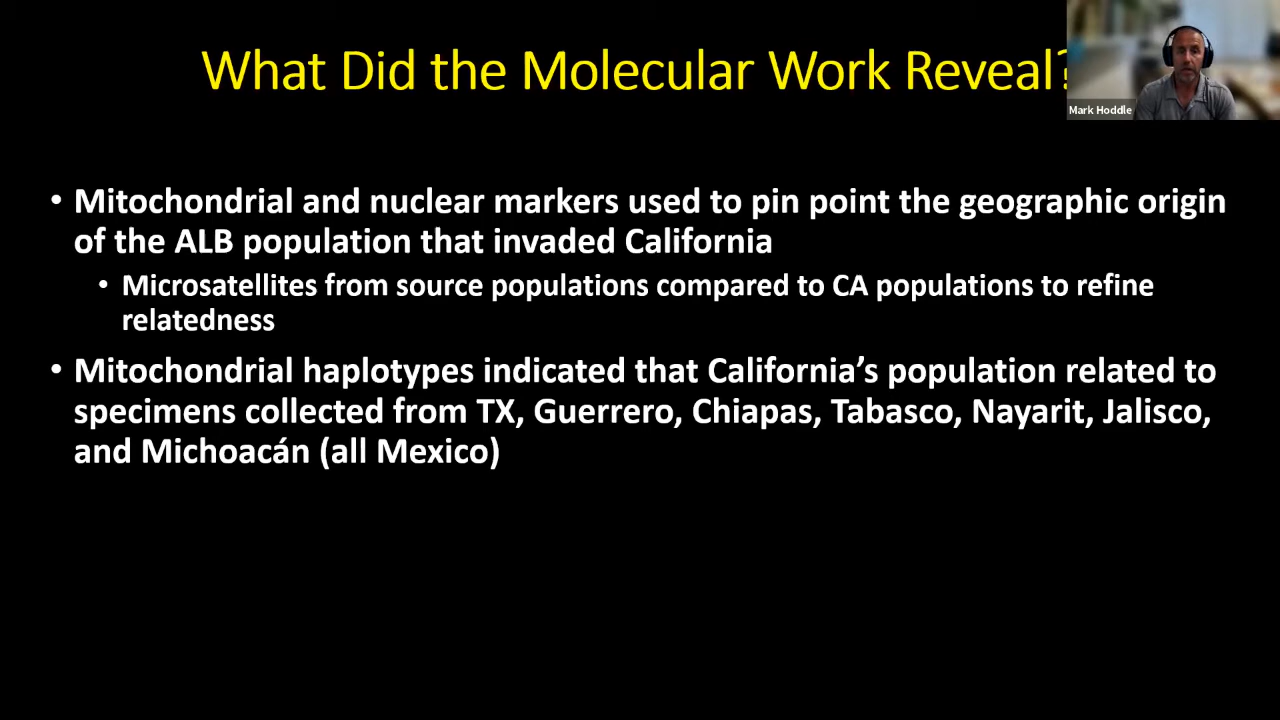 What Did the Molecular Work Reveal?
Mark Hoddle
• Mitochondrial and nuclear markers used to pin point the geographic origin
of the ALB population that invaded California
• Microsatellites from source populations compared to CA populations to refine
relatedness
• Mitochondrial haplotypes indicated that California’s population related to
specimens collected from TX, Guerrero, Chiapas, Tabasco, Nayarit, Jalisco,
and Michoacán (all Mexico)